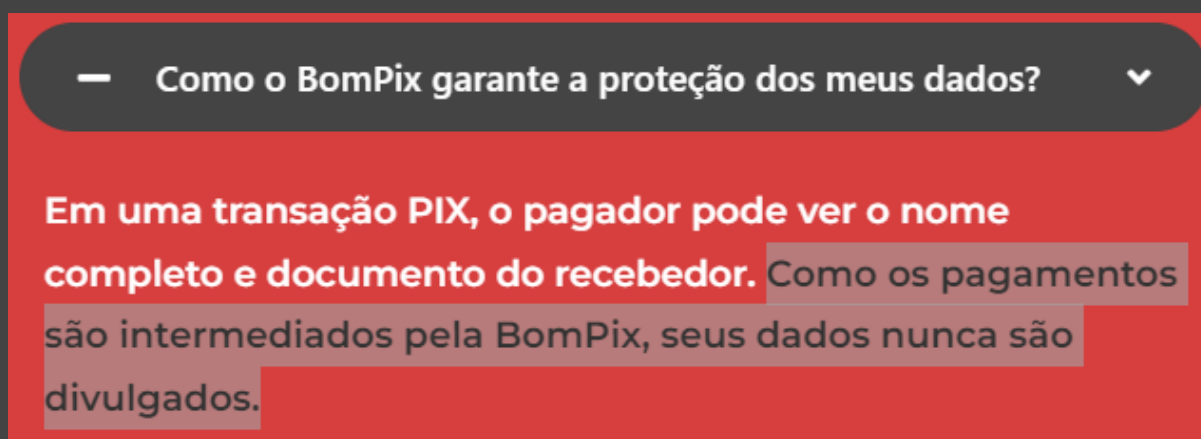 Como o BomPix garante a proteção dos meus dados?
Em uma transação PIX, o pagador pode ver o nome
completo e documento do recebedor. Como os pagamentos
são intermediados pela BomPix, seus dados nunca são
divulgados.